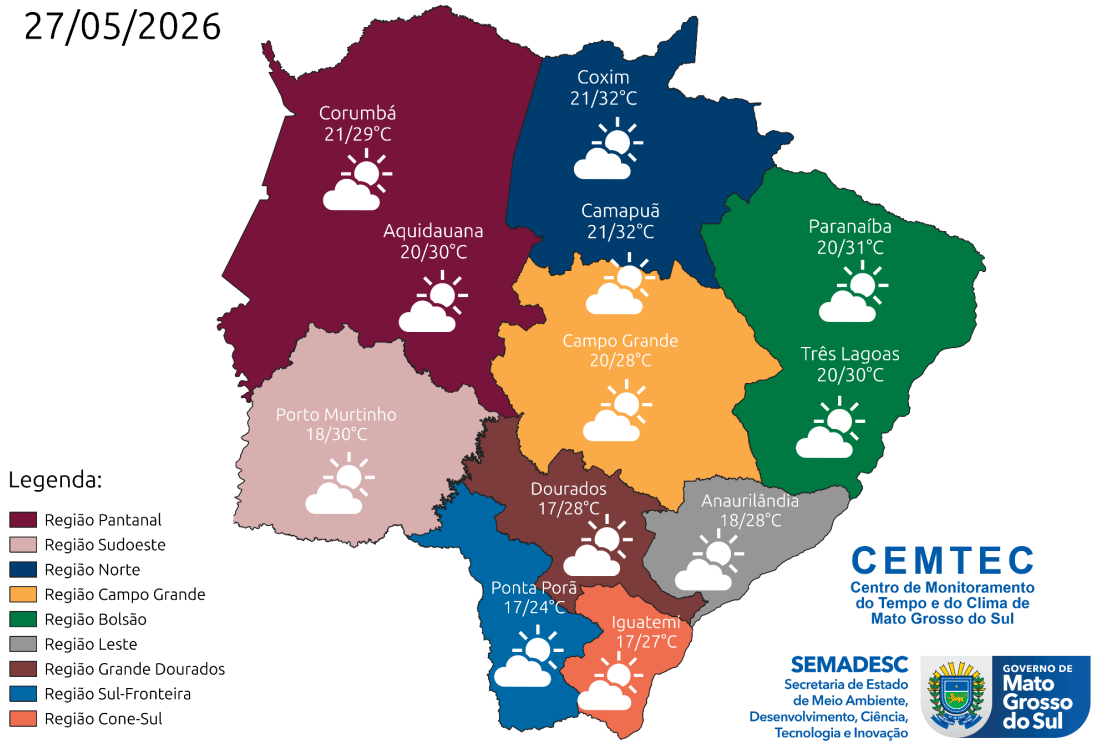 27/05/2026
Coxim
21/32°C
Corumbá
21/29°C
Camapuã
21/32°C
Aquidauana
20/30°C
Paranaíba
20/31°C
Campo Grande
20/28°C
Três Lagoas
20/30°C
Porto Murtinho
18/30°C
Dourados
17/28°C
Anaurilândia
18/28°C
Ponta Porã
17/24°C
Iguatemi
17/27°C
Legenda:
Região Pantanal
Região Sudoeste
Região Norte
Região Campo Grande
Região Bolsão
Região Leste
Região Grande Dourados
Região Sul-Fronteira
Região Cone-Sul
CEMTEC
Centro de Monitoramento
do Tempo e do Clima de
Mato Grosso do Sul
SEMADESC
Secretaria de Estado
de Meio Ambiente,
Desenvolvimento, Ciência,
Tecnologia e Inovação
GOVERNO DE
Mato
Grosso
do Sul